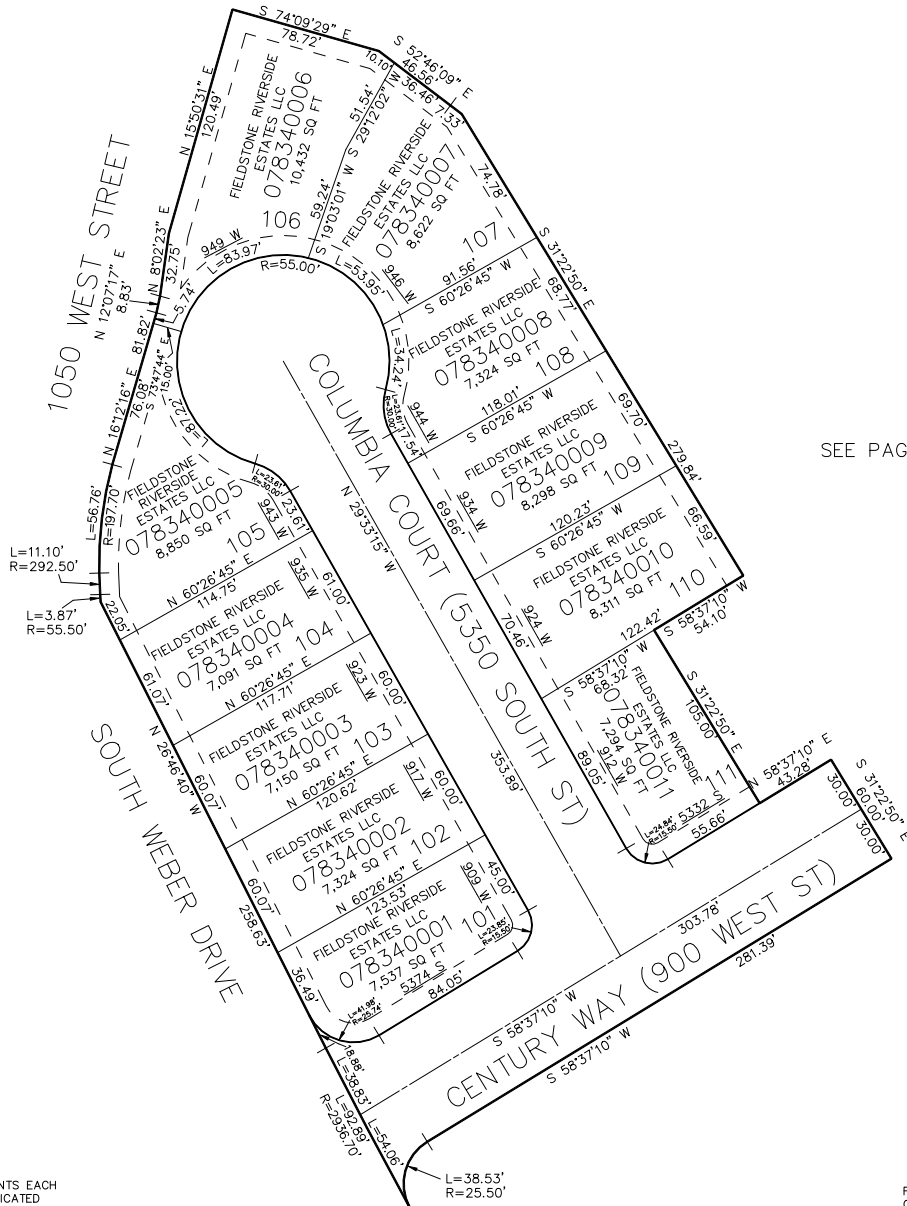 S 74°09'29" E
78.72'
S 52°46'09" E
46.56'
10.10'
36.46'
7.33'
N 15°50'31" E
120.49'
FIELDSTONE RIVERSIDE
ESTATES LLC
078340006
10,432 SQ FT
106
949 W
L=83.97'
R=55.00'
51.54'
S 29°12'02" W
59.24'
S 19°03'01" W
FIELDSTONE RIVERSIDE
ESTATES LLC
078340007
8,622 SQ FT
107
946 W
L=53.95'
74.78'
91.56'
S 60°26'45" W
S 31°22'50" E
279.84'
1050 WEST STREET
N 8°02'23" E
32.75'
N 12°07'17" E
8.83'
5.74'
81.82'
N 16°12'16" E
76.08'
S 73°47'44" E
15.00'
L=87.22'
L=56.76'
R=197.70'
L=11.10'
R=292.50'
L=3.87'
R=55.50'
22.05'
FIELDSTONE RIVERSIDE
ESTATES LLC
078340008
7,324 SQ FT
108
944 W
L=34.24'
L=23.61'
R=30.00'
17.54'
68.77'
118.01'
S 60°26'45" W
FIELDSTONE RIVERSIDE
ESTATES LLC
078340009
8,298 SQ FT
109
934 W
69.66'
69.70'
120.23'
S 60°26'45" W
SEE PAG
FIELDSTONE RIVERSIDE
ESTATES LLC
078340010
8,311 SQ FT
110
924 W
70.46'
66.59'
122.42'
S 58°37'10" W
54.10'
S 58°37'10" W
68.32'
FIELDSTONE RIVERSIDE
ESTATES LLC
078340011
7,294 SQ FT
912 W
111
5332 S
89.05'
L=24.84'
R=15.50'
55.66'
S 31°22'50" E
105.00'
N 58°37'10" E
43.28'
S 31°22'50" E
60.00'
30.00'
30.00'
COLUMBIA COURT (5350 SOUTH ST)
N 29°33'15" W
353.89'
FIELDSTONE
RIVERSIDE
ESTATES LLC
078340005
8,850 SQ FT
105
943 W
L=23.61'
R=30.00'
23.61'
N 60°26'45" E
114.75'
FIELDSTONE RIVERSIDE
ESTATES LLC
078340004
7,091 SQ FT
104
935 W
61.00'
61.07'
N 60°26'45" E
117.71'
FIELDSTONE RIVERSIDE
ESTATES LLC
078340003
7,150 SQ FT
103
923 W
60.00'
60.07'
N 60°26'45" E
120.62'
FIELDSTONE RIVERSIDE
ESTATES LLC
078340002
7,324 SQ FT
102
917 W
60.00'
60.07'
N 60°26'45" E
123.53'
FIELDSTONE RIVERSIDE
ESTATES LLC
078340001
7,537 SQ FT
101
909 W
45.00'
L=23.85'
R=15.50'
5374 S
84.05'
L=41.98'
R=25.74'
36.49'
N 26°46'40" W
258.63'
SOUTH WEBER DRIVE
18.88'
L=38.83'
L=92.89'
R=2936.70'
L=54.06'
S 58°37'10" W
303.78'
CENTURY WAY (900 WEST ST)
281.39'
S 58°37'10" W
L=38.53'
R=25.50'
NTS EACH
ICATED
F